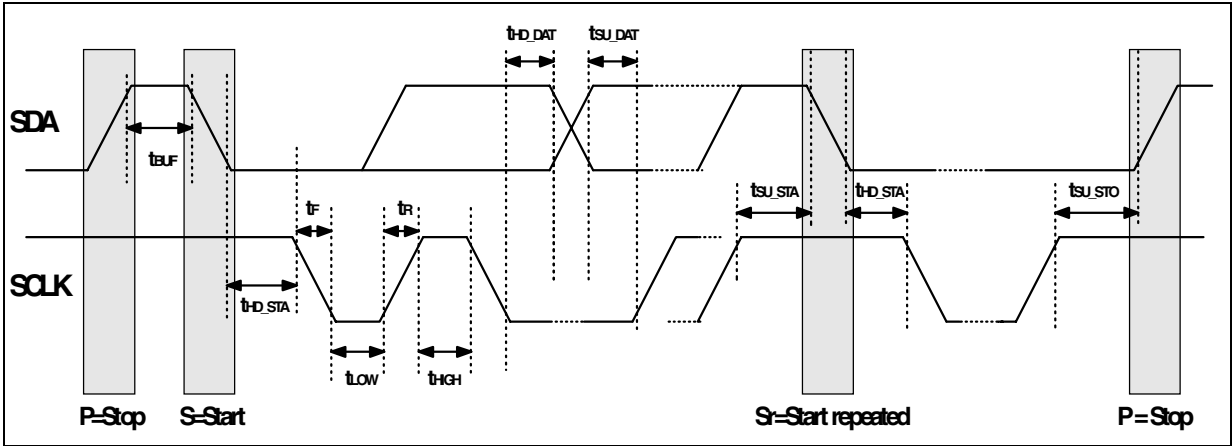 tHD_DAT tSU_DAT
SDA
tBUF
tSU_STA tHD_STA tSU_STO
tF tR
SCLK
tHD_STA
tLOW tHIGH
P=Stop S=Start Sr=Start repeated P = Stop